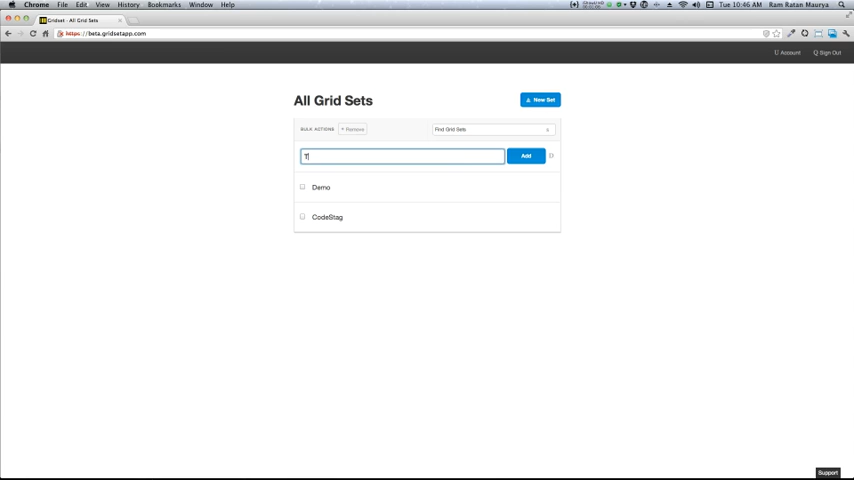 Chrome File Edit View History Bookmarks Window Help
Tue 10:46 AM Ram Ratan Maurya
Gridset - All Grid Sets
https://beta.gridsetapp.com
Account Sign Out
All Grid Sets
New Set
BULK ACTIONS Remove
Find Grid Sets
T
Add
Demo
CodeStag
Support